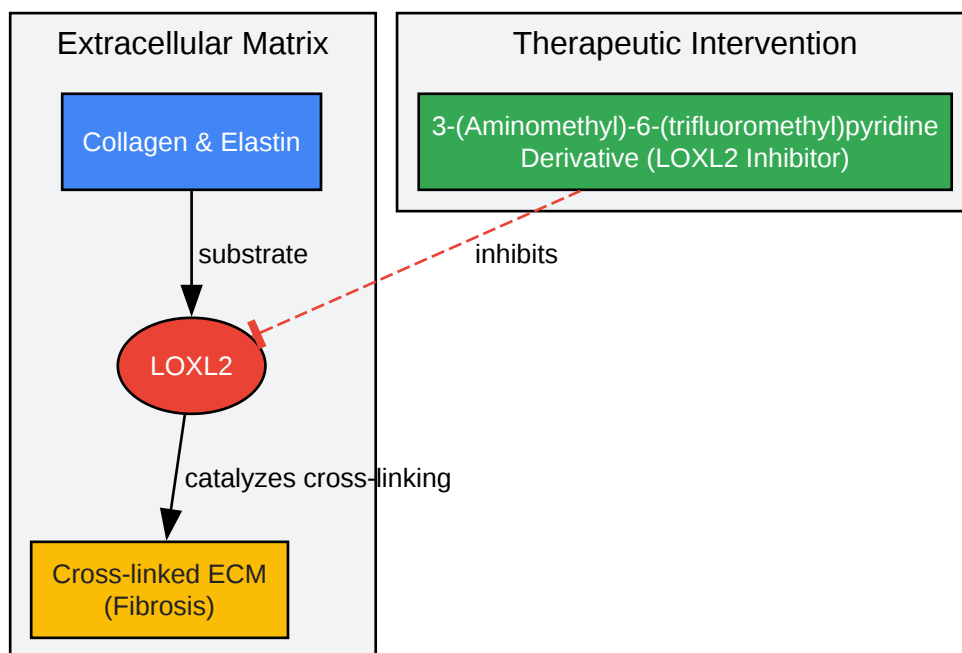 Extracellular Matrix
Therapeutic Intervention
Collagen & Elastin
3-(Aminomethyl)-6-(trifluoromethyl)pyridine
Derivative (LOXL2 Inhibitor)
substrate
inhibits
LOXL2
catalyzes cross-linking
Cross-linked ECM
(Fibrosis)